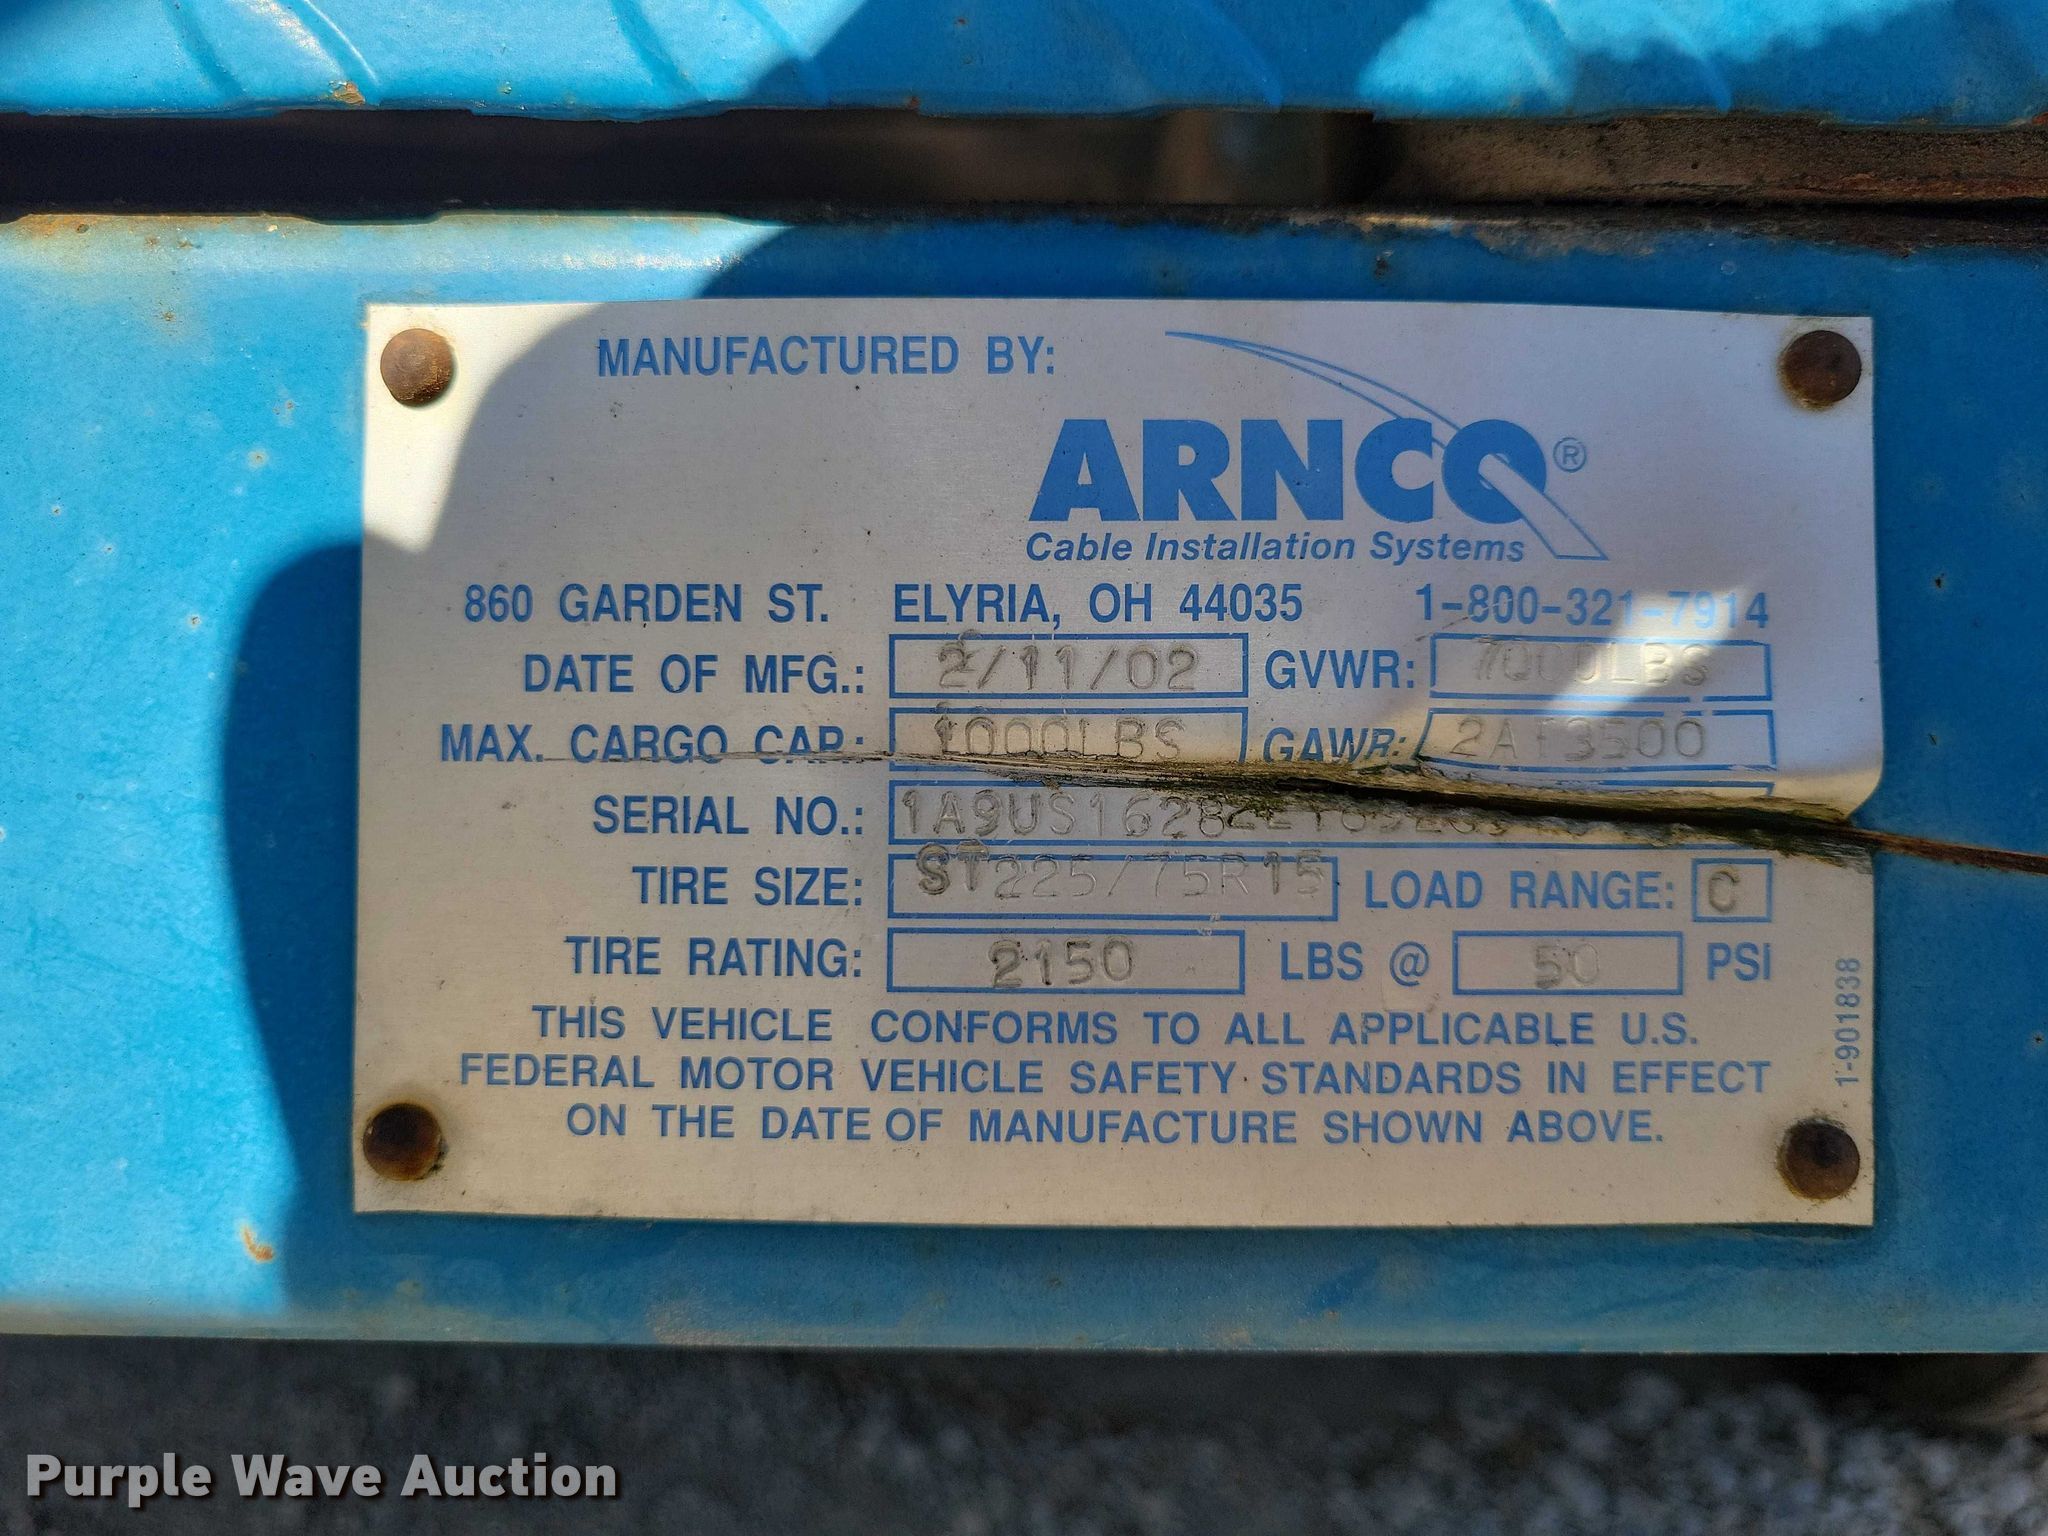 MANUFACTURED BY:
ARNCO®
Cable Installation Systems
860 GARDEN ST. ELYRIA, OH 44035 1-800-321-7914
DATE OF MFG.: 2/11/02 GVWR: 7000LBS
MAX. CARGO CAP.: 1000LBS GAWR: 3500
SERIAL NO.:
TIRE SIZE: ST225/75R15 LOAD RANGE: C
TIRE RATING: 2150 LBS @ 50 PSI
THIS VEHICLE CONFORMS TO ALL APPLICABLE U.S.
FEDERAL MOTOR VEHICLE SAFETY STANDARDS IN EFFECT
ON THE DATE OF MANUFACTURE SHOWN ABOVE.
1-901838
Purple Wave Auction